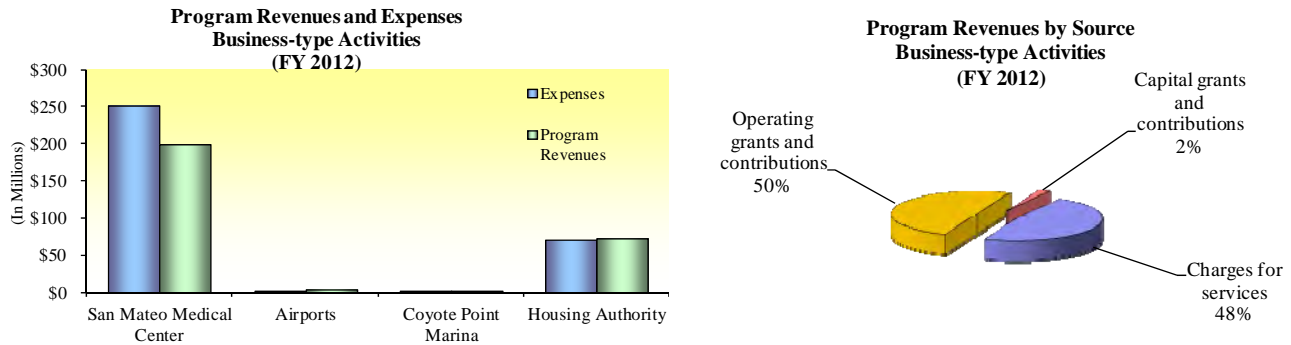 Program Revenues and Expenses
Business-type Activities
(FY 2012)
$300
$250
$200
$150
$100
$50
$0
(In Millions)
Expenses
Program
Revenues
San Mateo Medical
Center
Airports
Coyote Point
Marina
Housing Authority
Program Revenues by Source
Business-type Activities
(FY 2012)
Operating
grants and
contributions
50%
Capital grants
and
contributions
2%
Charges for
services
48%